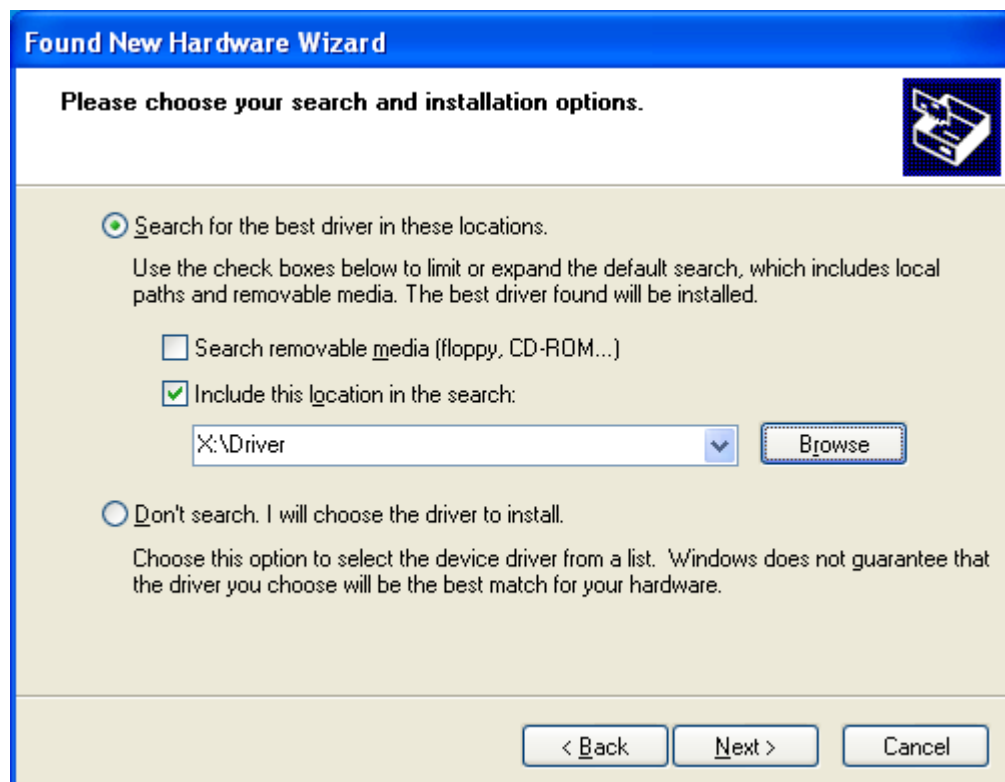 Found New Hardware Wizard
Please choose your search and installation options.
Search for the best driver in these locations.
Use the check boxes below to limit or expand the default search, which includes local
paths and removable media. The best driver found will be installed.
Search removable media (floppy, CD-ROM...)
Include this location in the search:
X:\Driver
Browse
Don't search. I will choose the driver to install.
Choose this option to select the device driver from a list.  Windows does not guarantee that
the driver you choose will be the best match for your hardware.
< Back
Next >
Cancel